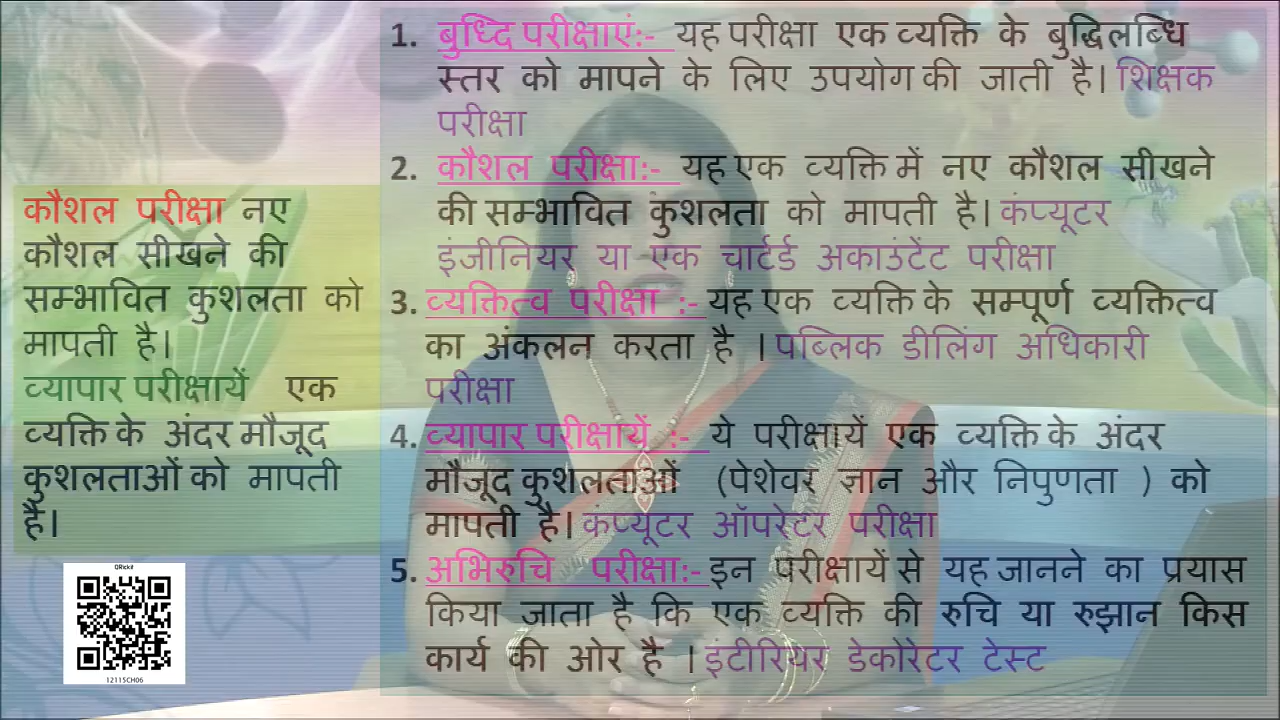 कौशल परीक्षा नए
कौशल सीखने की
सम्भावित कुशलता को
मापती है।
व्यापार परीक्षायें एक
व्यक्ति के अंदर मौजूद
कुशलताओं को मापती
है।
QRickit
12115CH06
1. बुध्दि परीक्षाएं:- यह परीक्षा एक व्यक्ति के बुद्धिलब्धि
स्तर को मापने के लिए उपयोग की जाती है। शिक्षक
परीक्षा
2. कौशल परीक्षा:- यह एक व्यक्ति में नए कौशल सीखने
की सम्भावित कुंशलता को मापती है। कंप्यूटर
इंजीनियर या एक चार्टर्ड अकाउंटेंट परीक्षा
3. व्यक्तित्व परीक्षा :- यह एक व्यक्ति के सम्पूर्ण व्यक्तित्व
का अंकलन करता है । पब्लिक डीलिंग अधिकारी
परीक्षा
4. व्यापार परीक्षायें :- ये परीक्षायें एक व्यक्ति के अंदर
मौजूद कुशलताओं (पेशेवर ज्ञान और निपुणता ) को
मापती है। कंप्यूटर ऑपरेटर परीक्षा
5. अभिरुचि परीक्षा:- इन परीक्षायें से यह जानने का प्रयास
किया जाता है कि एक व्यक्ति की रुचि या रुझान किस
कार्य की ओर है । इंटीरियर डेकोरेटर टेस्ट